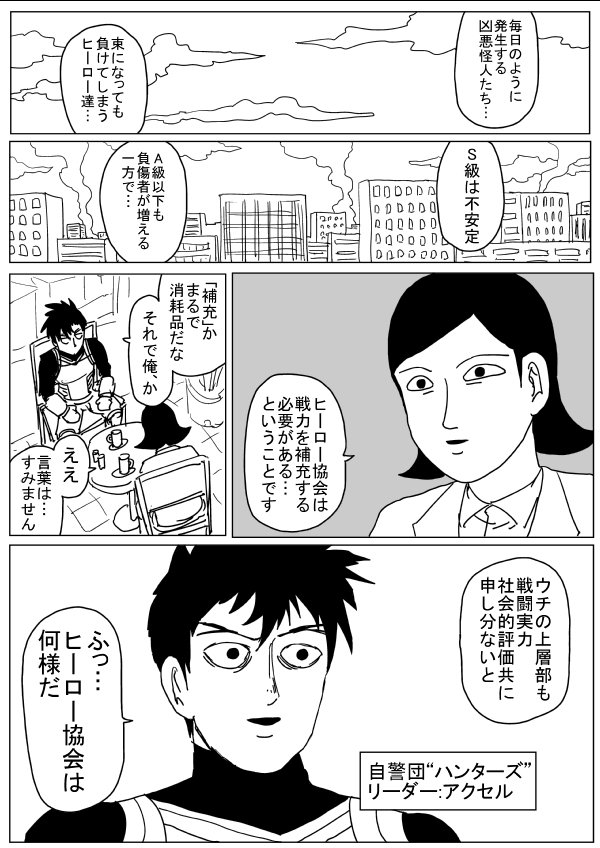 毎日のように
発生する
凶悪怪人たち…
束になっても
負けてしまう
ヒーロー達…
S級は不安定
A級以下も
負傷者が増える
一方で…
ヒーロー協会は
戦力を補充する
必要がある…
ということです
「補充」か
まるで
消耗品だな
それで俺、か
ええ
言葉は…
すみません
ウチの上層部も
戦闘実力
社会的評価共に
申し分ないと
ふっ…
ヒーロー協会は
何様だ
自警団“ハンターズ”
リーダー:アクセル